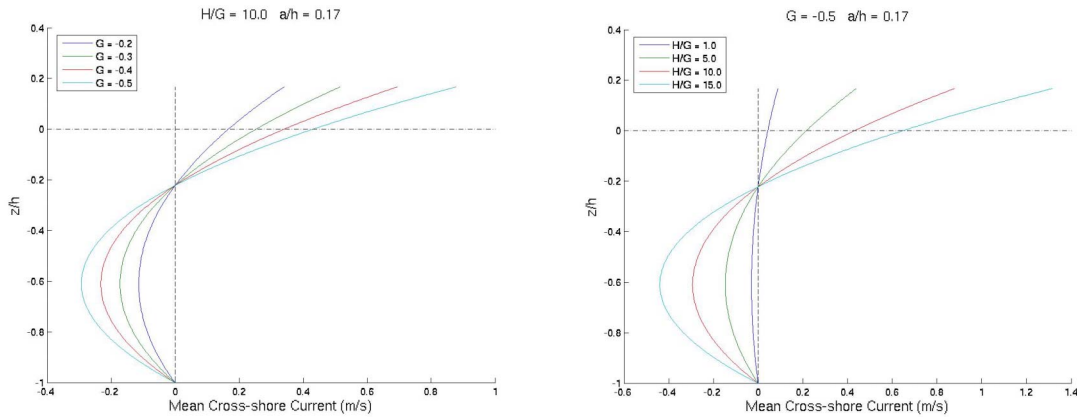 H/G = 10.0 a/h = 0.17
0.4
0.2
0
-0.2
-0.4
-0.6
-0.8
-1
z/h
G = -0.2
G = -0.3
G = -0.4
G = -0.5
-0.4 -0.2 0 0.2 0.4 0.6 0.8 1
Mean Cross-shore Current (m/s)
G = -0.5 a/h = 0.17
0.4
0.2
0
-0.2
-0.4
-0.6
-0.8
-1
z/h
H/G = 1.0
H/G = 5.0
H/G = 10.0
H/G = 15.0
-0.6 -0.4 -0.2 0 0.2 0.4 0.6 0.8 1 1.2 1.4
Mean Cross-shore Current (m/s)